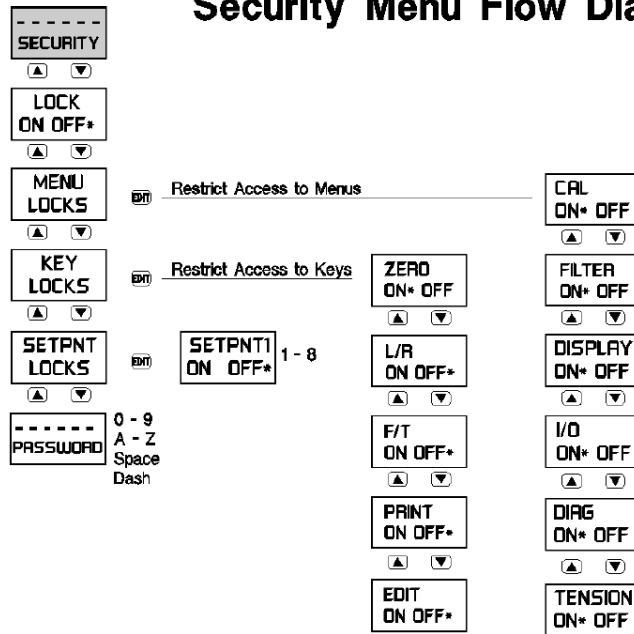 Security Menu Flow Dia
------
SECURITY
LOCK
ON OFF*
MENU
LOCKS
EDIT
Restrict Access to Menus
KEY
LOCKS
EDIT
Restrict Access to Keys
SETPNT
LOCKS
EDIT
SETPNT1
ON OFF*
1 - 8
------
PASSWORD
0 - 9
A - Z
Space
Dash
ZERO
ON* OFF
L/R
ON OFF*
F/T
ON OFF*
PRINT
ON OFF*
EDIT
ON OFF*
CAL
ON* OFF
FILTER
ON* OFF
DISPLAY
ON* OFF
I/O
ON* OFF
DIAG
ON* OFF
TENSION
ON* OFF